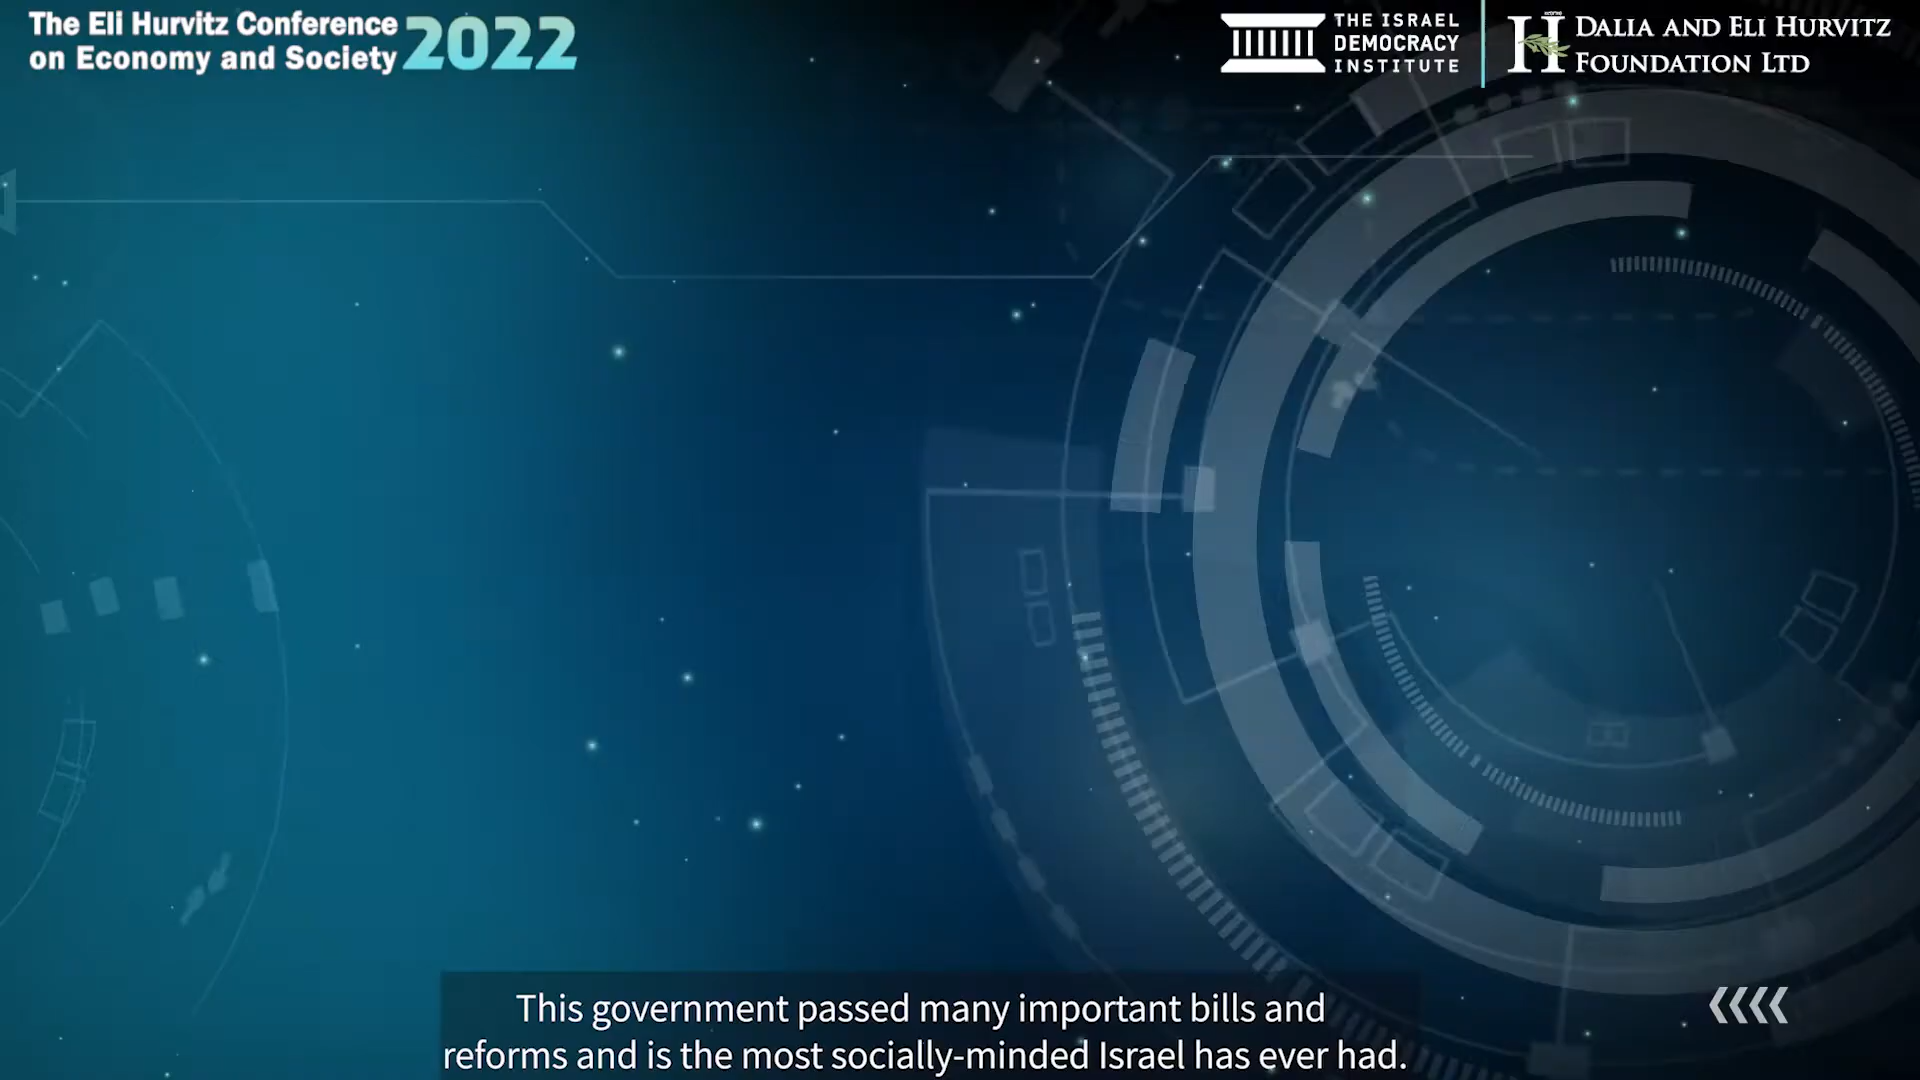 The Eli Hurvitz Conference
on Economy and Society
2022
THE ISRAEL
DEMOCRACY
INSTITUTE
DALIA AND ELI HURVITZ
FOUNDATION LTD
This government passed many important bills and
reforms and is the most socially-minded Israel has ever had.